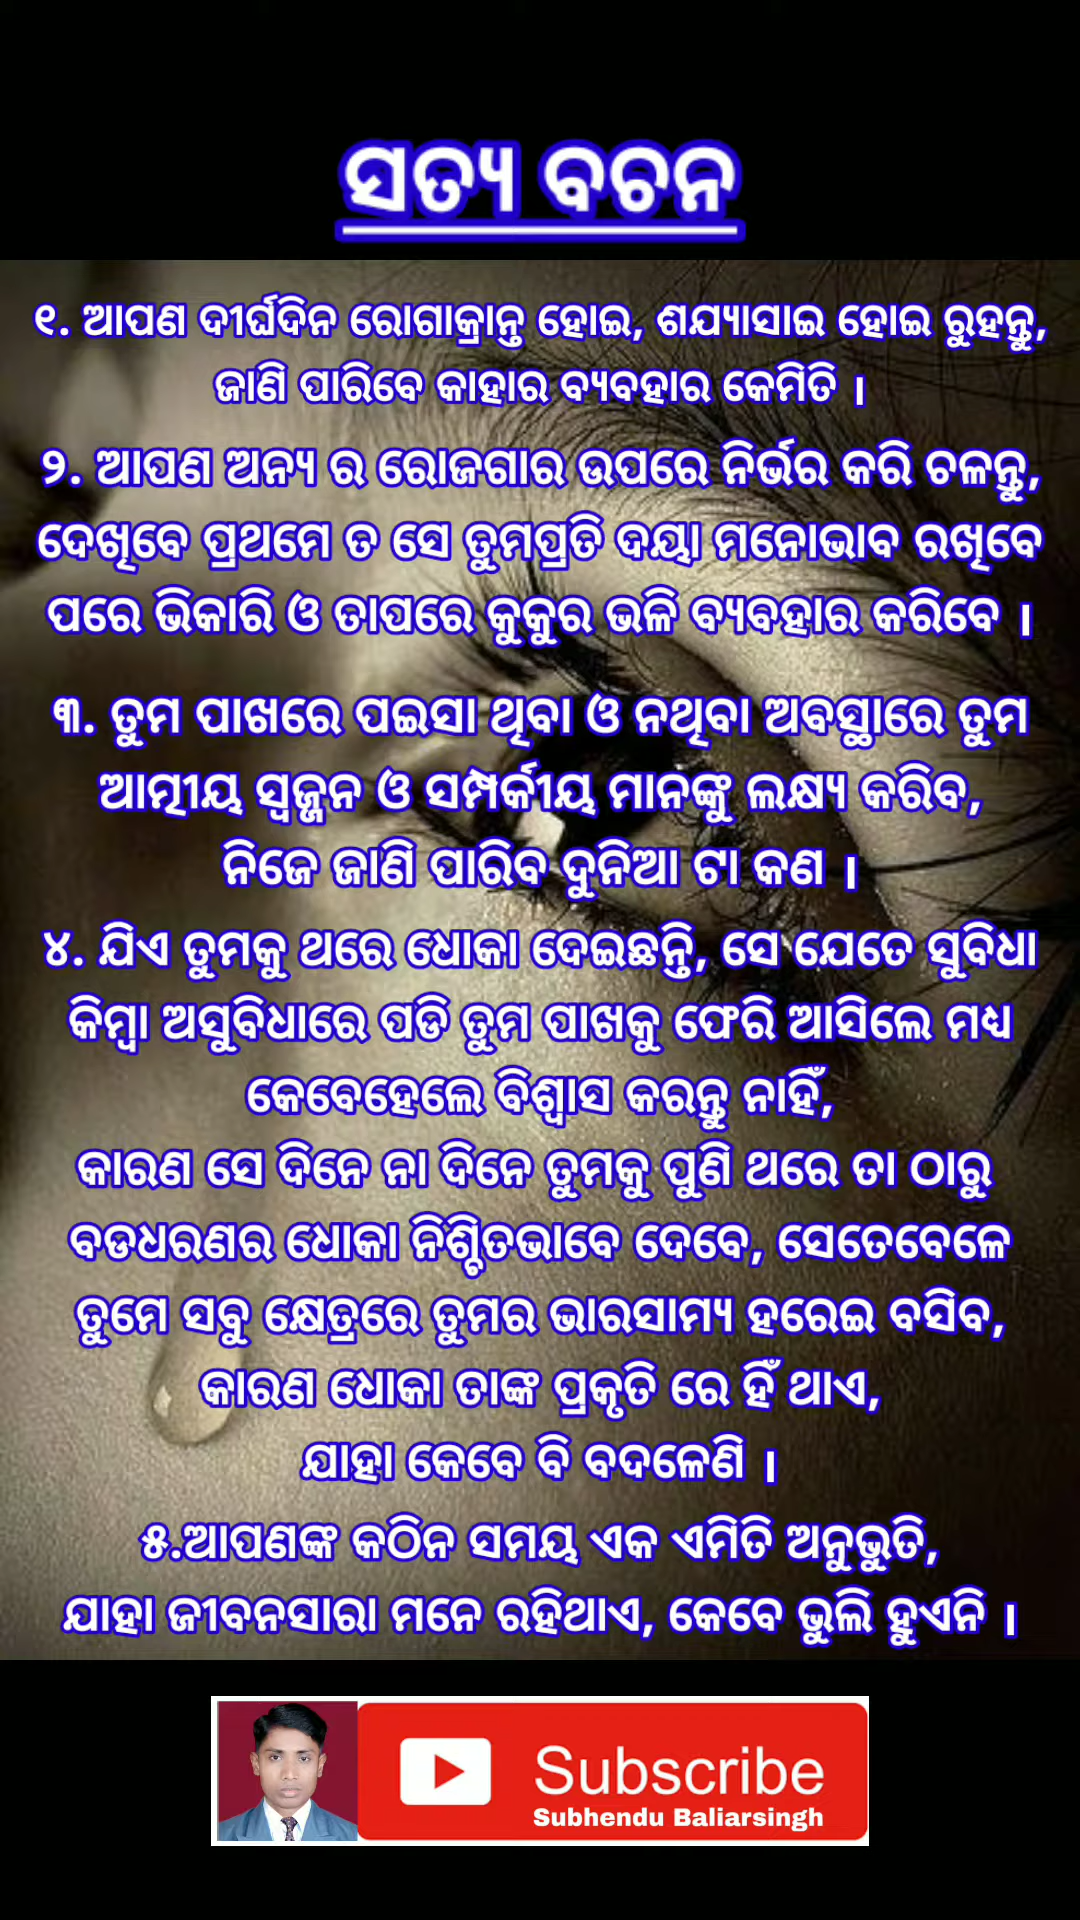 ସତ୍ୟ ବଚନ
୧. ଆପଣ ଦୀର୍ଘଦିନ ରୋଗାକ୍ରାନ୍ତ ହୋଇ, ଶଯ୍ୟାସାଇ ହୋଇ ରୁହନ୍ତୁ,
ଜାଣି ପାରିବେ କାହାର ବ୍ୟବହାର କେମିତି ।
୨. ଆପଣ ଅନ୍ୟ ର ରୋଜଗାର ଉପରେ ନିର୍ଭର କରି ଚଳନ୍ତୁ,
ଦେଖିବେ ପ୍ରଥମେ ତ ସେ ତୁମପ୍ରତି ଦୟା ମନୋଭାବ ରଖିବେ
ପରେ ଭିକାରି ଓ ତାପରେ କୁକୁର ଭଳି ବ୍ୟବହାର କରିବେ ।
୩. ତୁମ ପାଖରେ ପଇସା ଥିବା ଓ ନଥିବା ଅବସ୍ଥାରେ ତୁମ
ଆତ୍ମୀୟ ସ୍ୱଜ୍ଜନ ଓ ସମ୍ପର୍କୀୟ ମାନଙ୍କୁ ଲକ୍ଷ୍ୟ କରିବ,
ନିଜେ ଜାଣି ପାରିବ ଦୁନିଆ ଟା କଣ ।
୪. ଯିଏ ତୁମକୁ ଥରେ ଧୋକା ଦେଇଛନ୍ତି, ସେ ଯେତେ ସୁବିଧା
କିମ୍ବା ଅସୁବିଧାରେ ପଡି ତୁମ ପାଖକୁ ଫେରି ଆସିଲେ ମଧ୍ୟ
କେବେହେଲେ ବିଶ୍ୱାସ କରନ୍ତୁ ନାହିଁ,
କାରଣ ସେ ଦିନେ ନା ଦିନେ ତୁମକୁ ପୁଣି ଥରେ ତା ଠାରୁ
ବଡଧରଣର ଧୋକା ନିଶ୍ଚିତଭାବେ ଦେବେ, ସେତେବେଳେ
ତୁମେ ସବୁ କ୍ଷେତ୍ରରେ ତୁମର ଭାରସାମ୍ୟ ହରେଇ ବସିବ,
କାରଣ ଧୋକା ତାଙ୍କ ପ୍ରକୃତି ରେ ହିଁ ଥାଏ,
ଯାହା କେବେ ବି ବଦଳେଣି ।
୫.ଆପଣଙ୍କ କଠିନ ସମୟ ଏକ ଏମିତି ଅନୁଭୁତି,
ଯାହା ଜୀବନସାରା ମନେ ରହିଥାଏ, କେବେ ଭୁଲି ହୁଏନି ।
Subscribe
Subhendu Baliarsingh